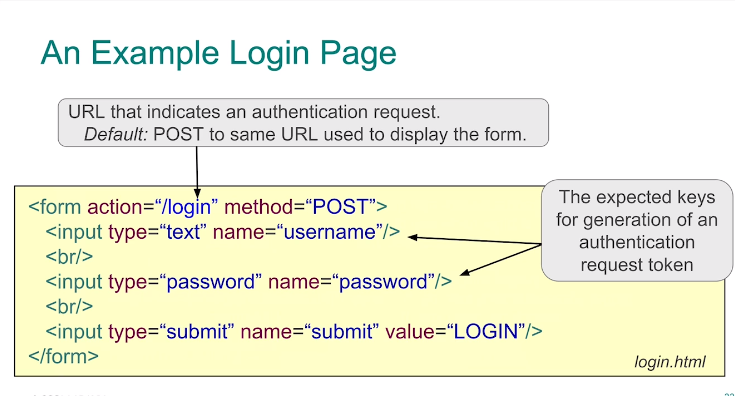 An Example Login Page
URL that indicates an authentication request.
Default: POST to same URL used to display the form.
<form action=“/login” method=“POST”>
<input type=“text” name=“username”/>
<br/>
<input type=“password” name=“password”/>
<br/>
<input type=“submit” name=“submit” value=“LOGIN”/>
</form>
The expected keys
for generation of an
authentication
request token
login.html